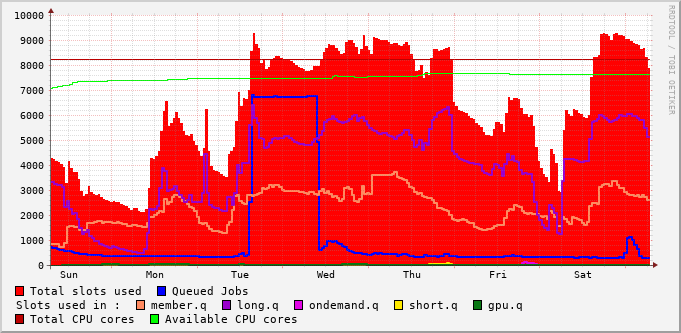 RRDTOOL / TOBI OETIKER
10000
9000
8000
7000
6000
5000
4000
3000
2000
1000
0
Sun Mon Tue Wed Thu Fri Sat
Total slots used Queued Jobs
Slots used in : member.q long.q ondemand.q short.q gpu.q
Total CPU cores Available CPU cores